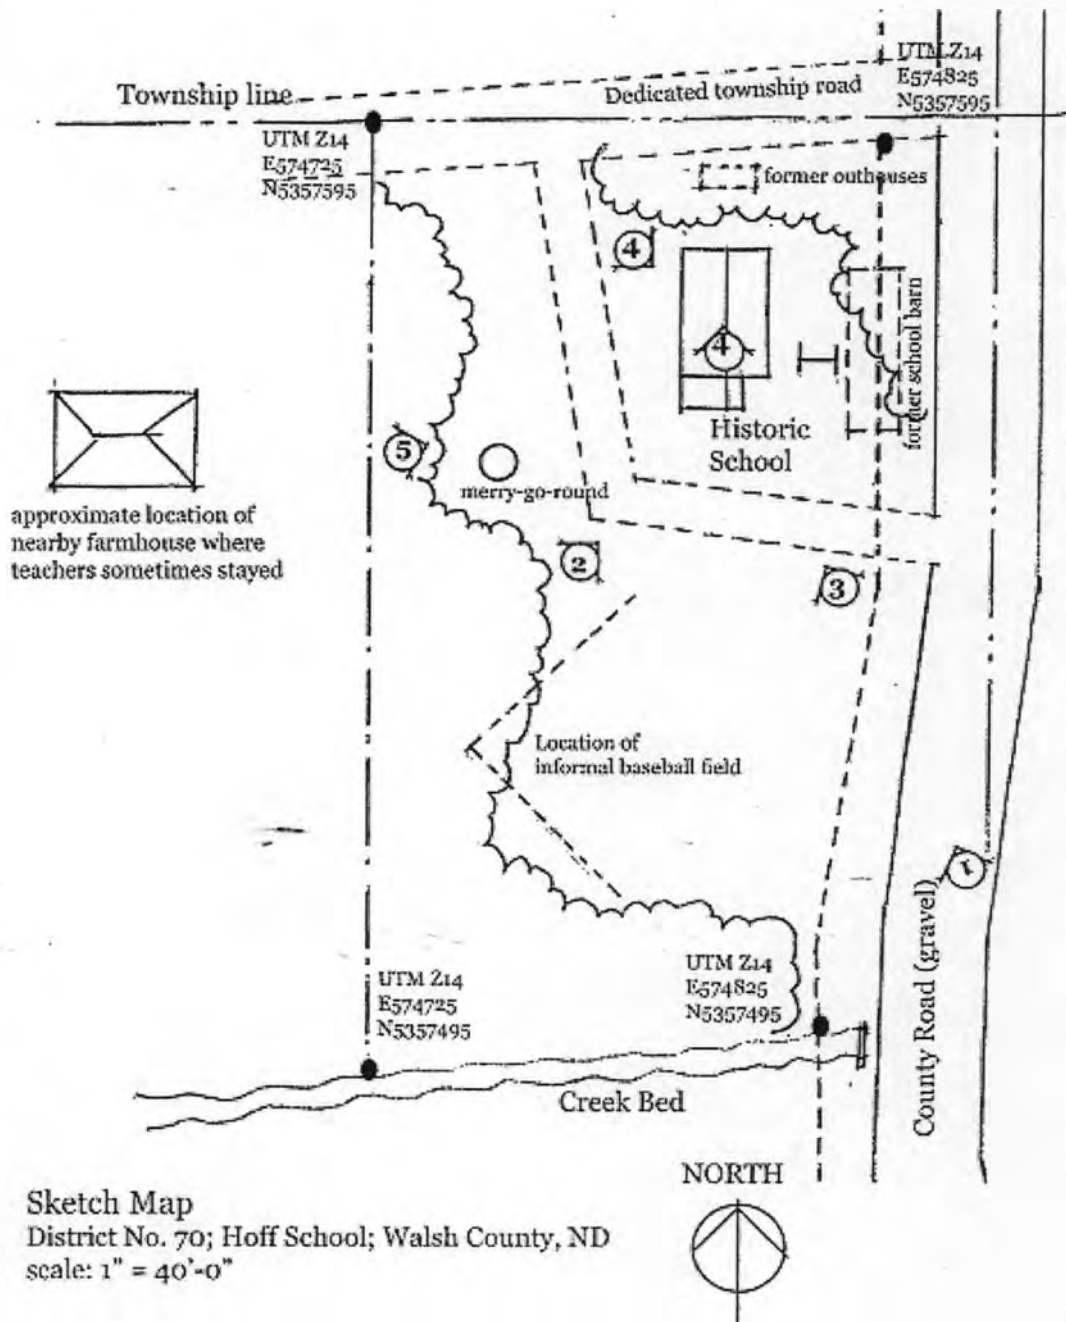 UTM Z14
E574825
N5357595
Township line
Dedicated township road
UTM Z14
E574725
N5357595
former outhouses
4
4
former school barn
Historic
School
5
merry-go-round
approximate location of
nearby farmhouse where
teachers sometimes stayed
2
3
Location of
informal baseball field
1
County Road (gravel)
UTM Z14
E574725
N5357495
UTM Z14
E574825
N5357495
Creek Bed
NORTH
Sketch Map
District No. 70; Hoff School; Walsh County, ND
scale: 1" = 40'-0"